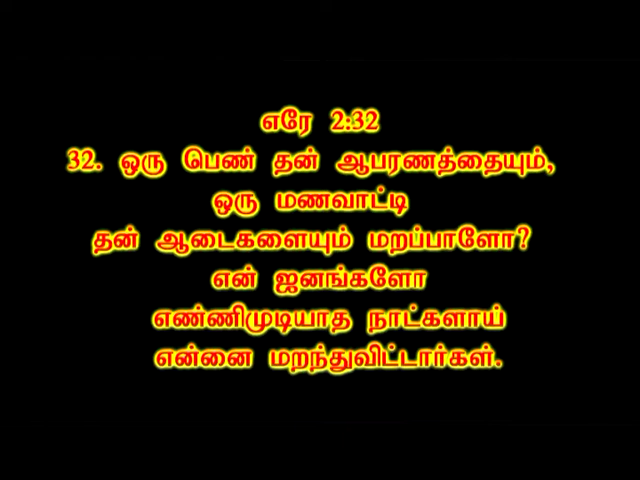 எரே 2:32
32. ஒரு பெண் தன் ஆபரணத்தையும்,
ஒரு மணவாட்டி
தன் ஆடைகளையும் மறப்பாளோ?
என் ஜனங்களோ
எண்ணிமுடியாத நாட்களாய்
என்னை மறந்துவிட்டார்கள்.